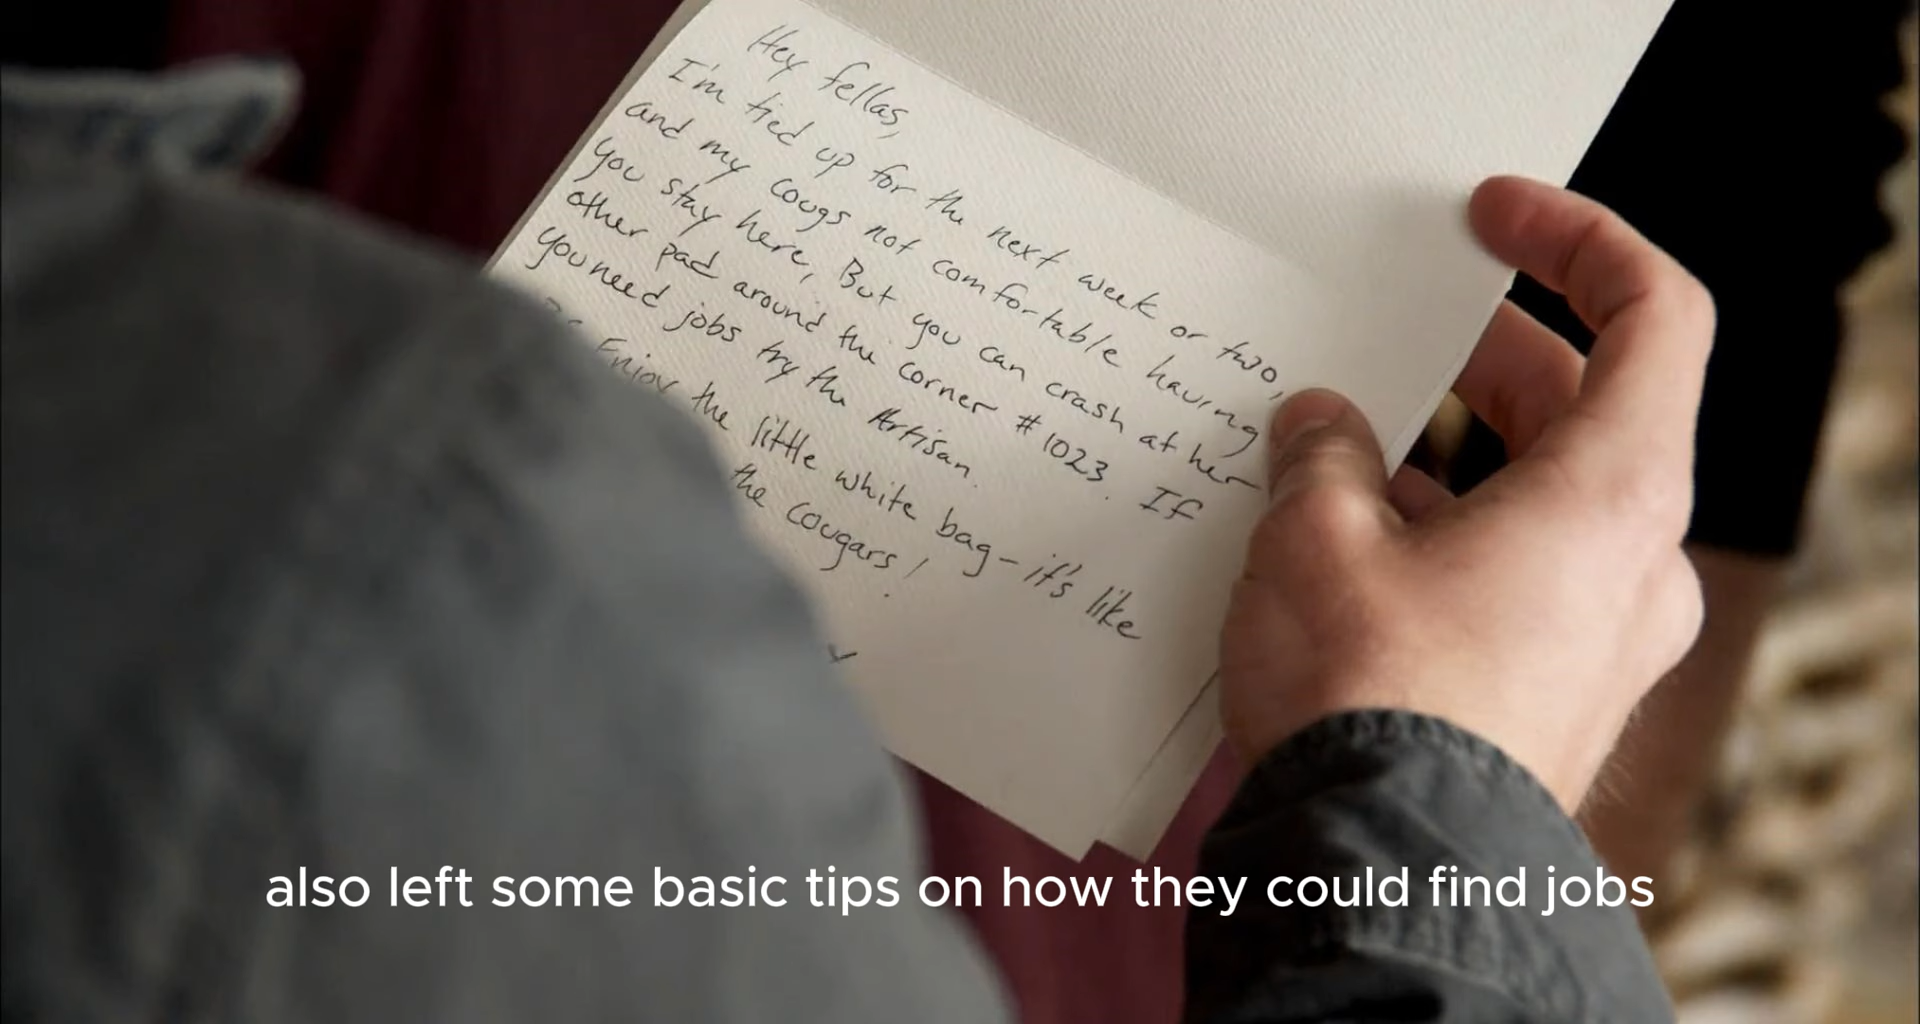 Hey fellas,
I'm tied up for the next week or two,
and my cougs not comfortable having
you stay here, But you can crash at her
other pad around the corner #1023. If
you need jobs try the Artisan.
Enjoy the little white bag - it's like
the cougars!
also left some basic tips on how they could find jobs